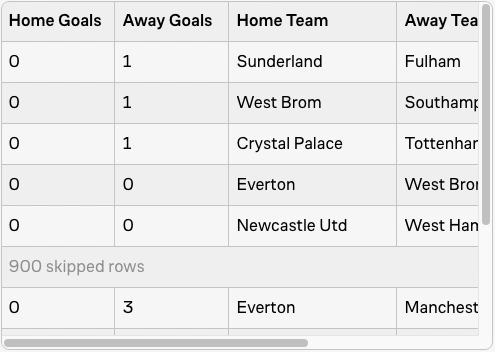 Home Goals Away Goals Home Team Away Tea
0 1 Sunderland Fulham
0 1 West Brom Southamp
0 1 Crystal Palace Tottenhar
0 0 Everton West Bror
0 0 Newcastle Utd West Han
900 skipped rows
0 3 Everton Manchest